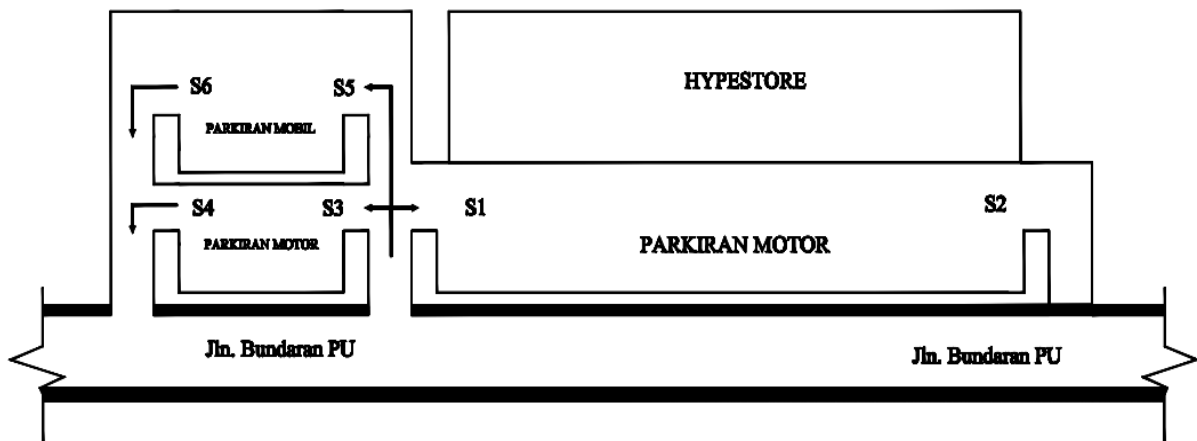 HYPESTORE
S6
S5
PARKIRAN MOBIL
S4
S3
S1
S2
PARKIRAN MOTOR
PARKIRAN MOTOR
Jln. Bundaran PU
Jln. Bundaran PU